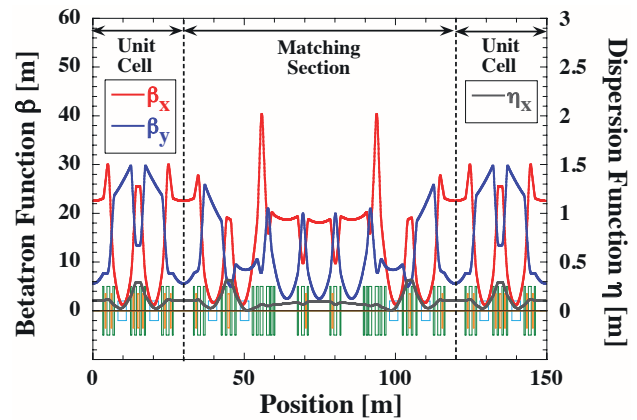 Unit Cell
Matching Section
Unit Cell
βx
βy
ηx
Betatron Function β [m]
60
50
40
30
20
10
0
Dispersion Function η [m]
3
2.5
2
1.5
1
0.5
0
0
50
100
150
Position [m]